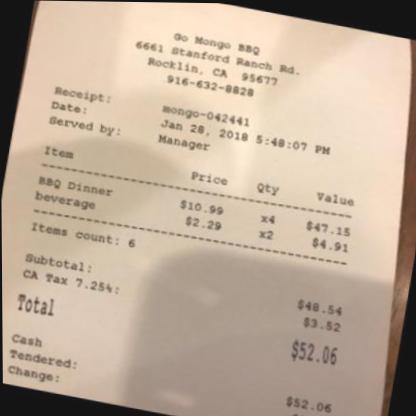 Go Mongo BBQ
6661 Stanford Ranch Rd.
Rocklin, CA 95677
916-632-8828
Receipt: mongo-042441
Date: Jan 28, 2018 5:48:07 PM
Served by: Manager
Item Price Qty Value
BBQ Dinner $10.99 x4 $47.15
beverage $2.29 x2 $4.91
Items count: 6
Subtotal: $48.54
CA Tax 7.25%: $3.52
Total $52.06
Cash
Tendered: $52.06
Change: